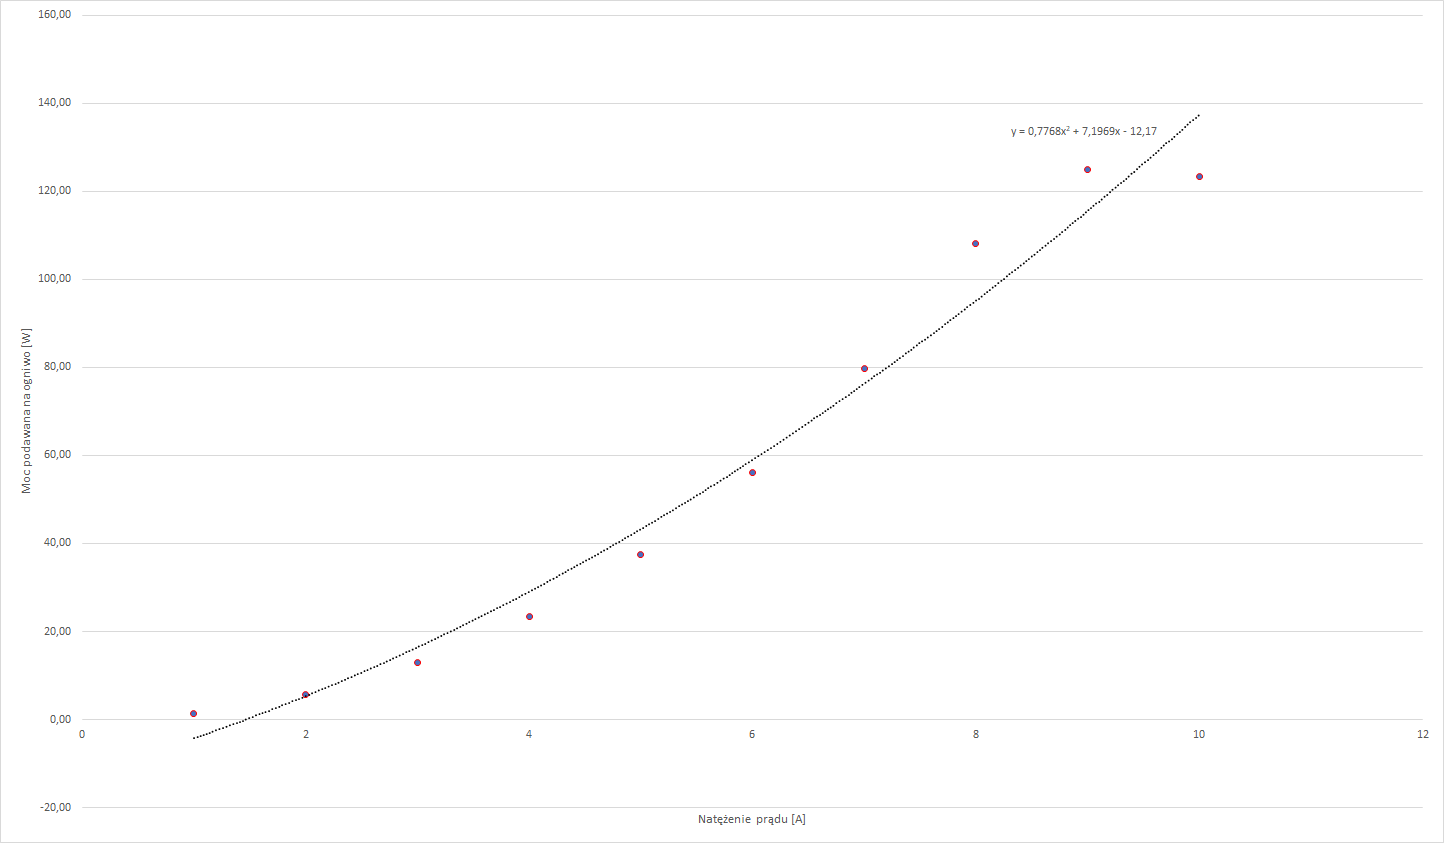 160,00
140,00
y = 0,7768x² + 7,1969x - 12,17
120,00
100,00
80,00
Moc podawana na ogniwo [W]
60,00
40,00
20,00
0,00
0 2 4 6 8 10 12
-20,00
Natężenie prądu [A]